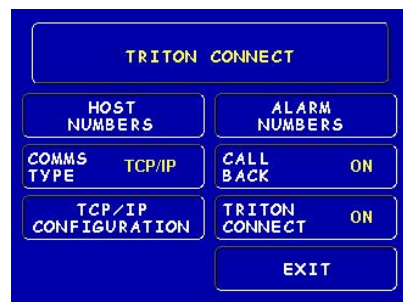 TRITON CONNECT
HOST
NUMBERS
ALARM
NUMBERS
COMMS
TYPE TCP/IP
CALL
BACK ON
TCP/IP
CONFIGURATION
TRITON
CONNECT ON
EXIT